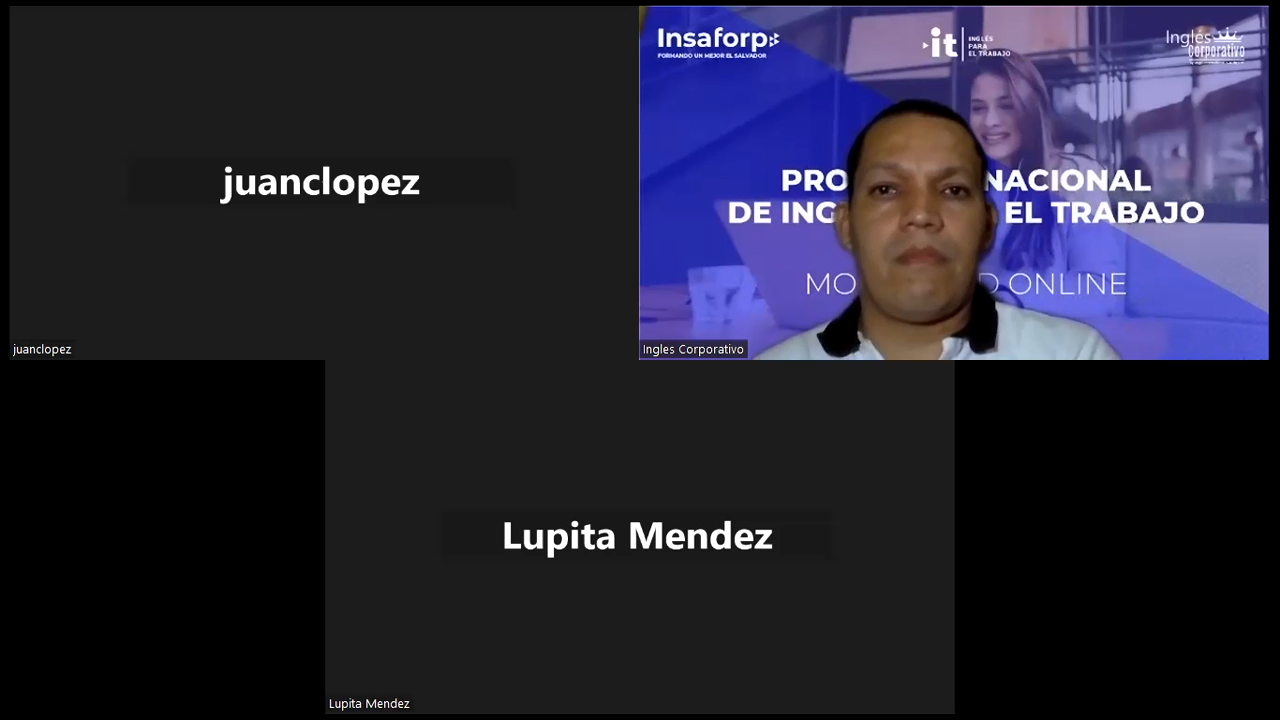 juanclopez
juanclopez
Insaforp
FORMANDO UN MEJOR EL SALVADOR
it
INGLÉS
PARA
EL TRABAJO
Inglés
Corporativo
PRO NACIONAL
DE ING EL TRABAJO
MO D ONLINE
Ingles Corporativo
Lupita Mendez
Lupita Mendez